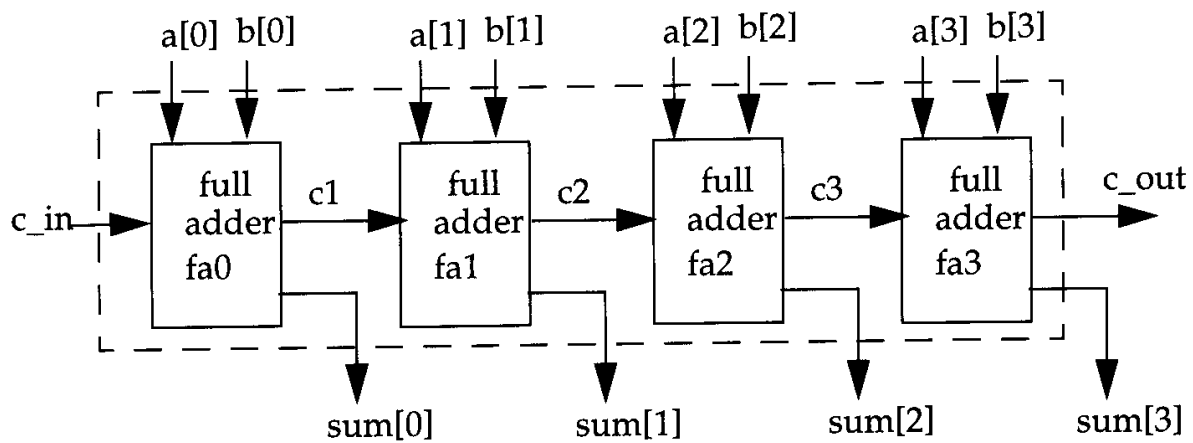 a[0] b[0] a[1] b[1] a[2] b[2] a[3] b[3]
full
adder
fa0
full
adder
fa1
full
adder
fa2
full
adder
fa3
c_in
c1
c2
c3
c_out
sum[0] sum[1] sum[2] sum[3]